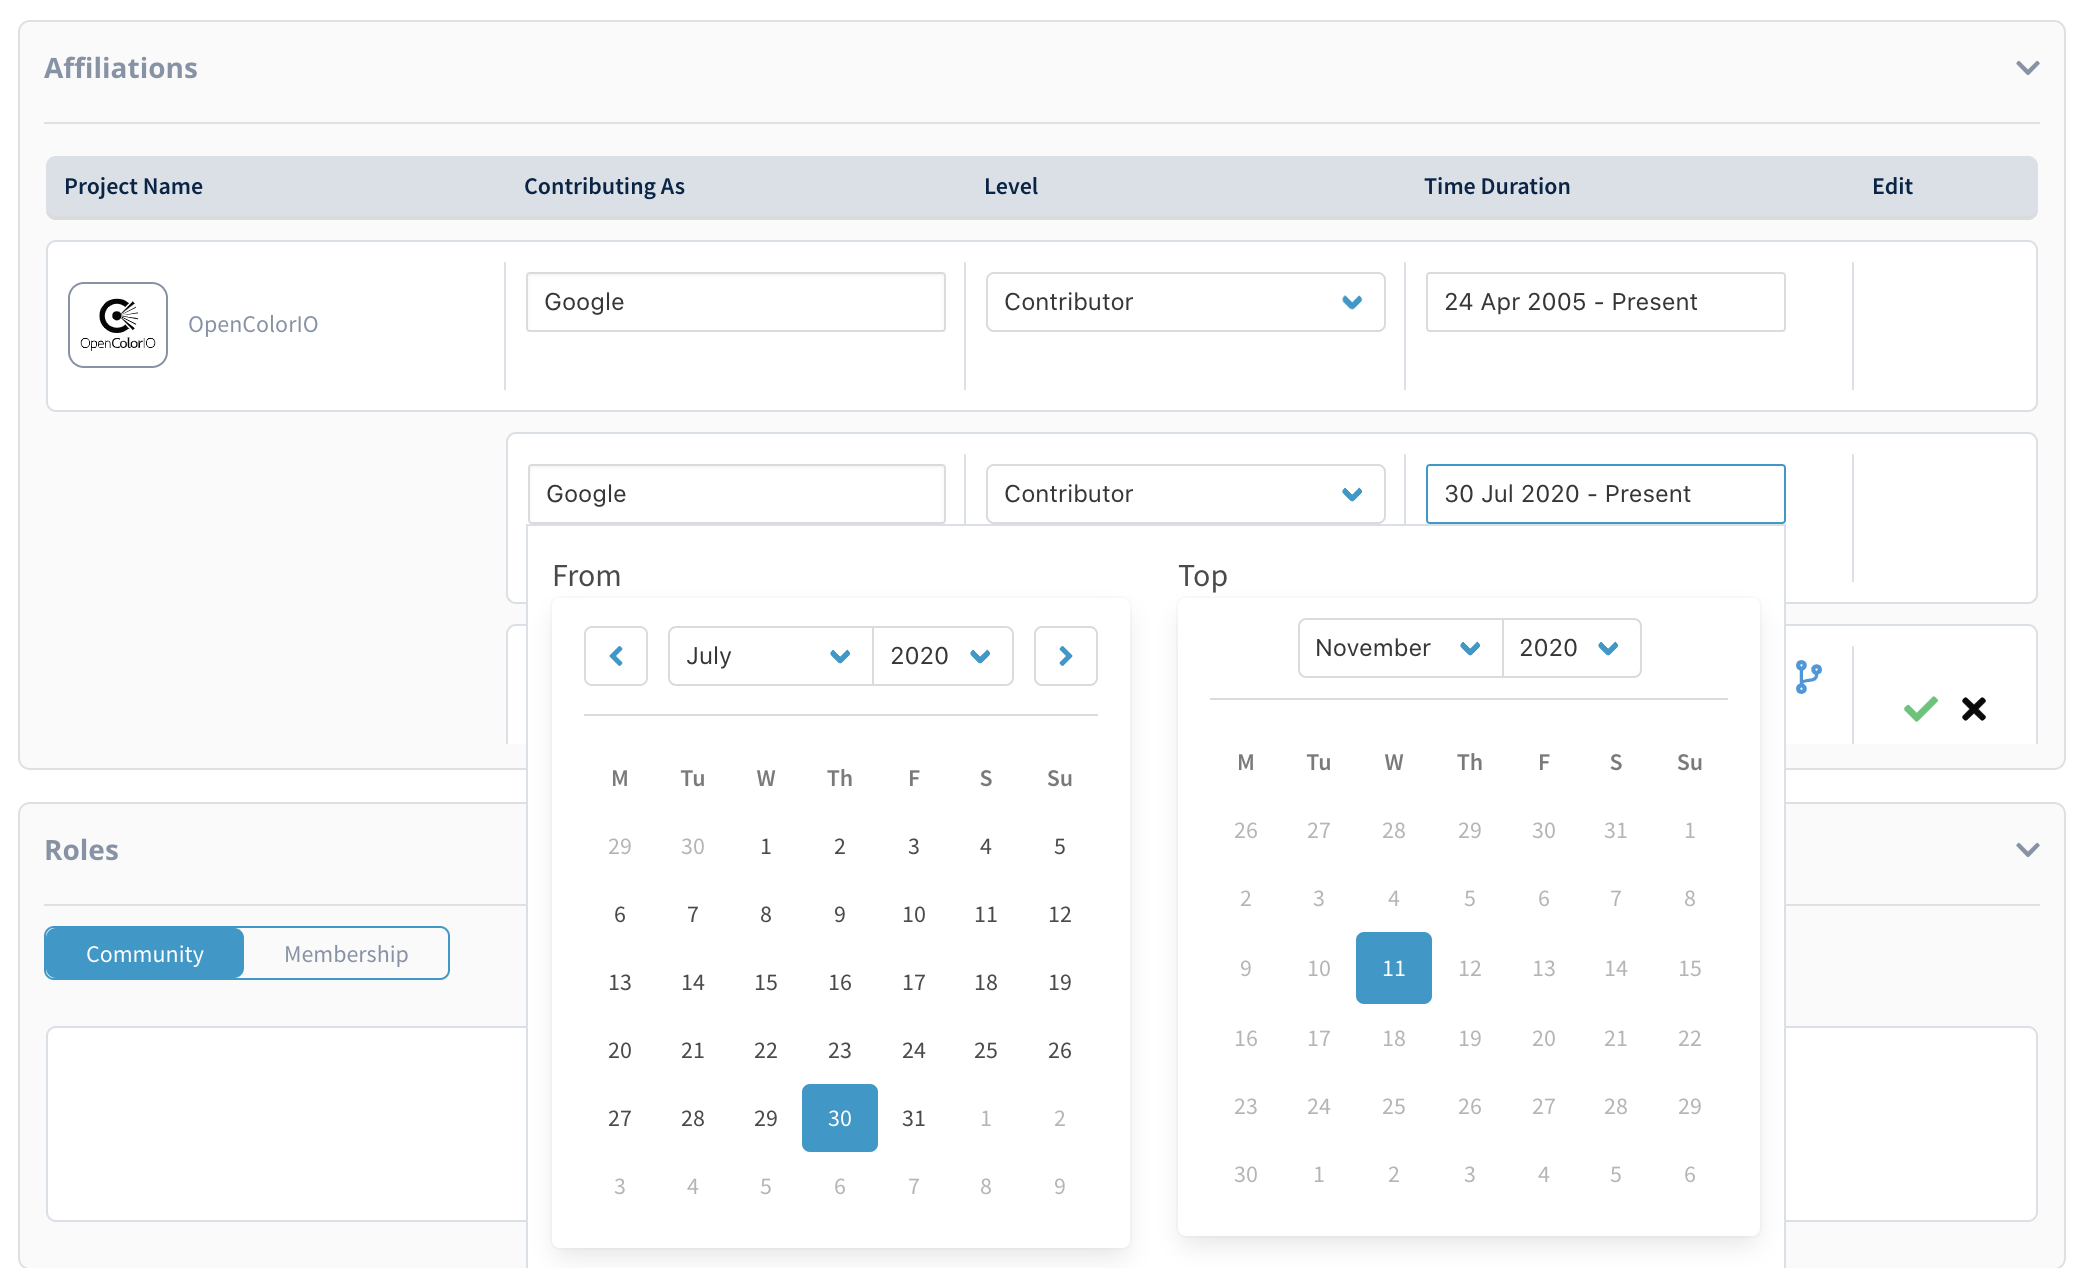 Affiliations
Project Name Contributing As Level Time Duration Edit
OpenColorIO OpenColorIO Google Contributor 24 Apr 2005 - Present
Google Contributor 30 Jul 2020 - Present
From Top
July 2020 November 2020
M Tu W Th F S Su
29 30 1 2 3 4 5
6 7 8 9 10 11 12
13 14 15 16 17 18 19
20 21 22 23 24 25 26
27 28 29 30 31 1 2
3 4 5 6 7 8 9
M Tu W Th F S Su
26 27 28 29 30 31 1
2 3 4 5 6 7 8
9 10 11 12 13 14 15
16 17 18 19 20 21 22
23 24 25 26 27 28 29
30 1 2 3 4 5 6
Roles
Community Membership